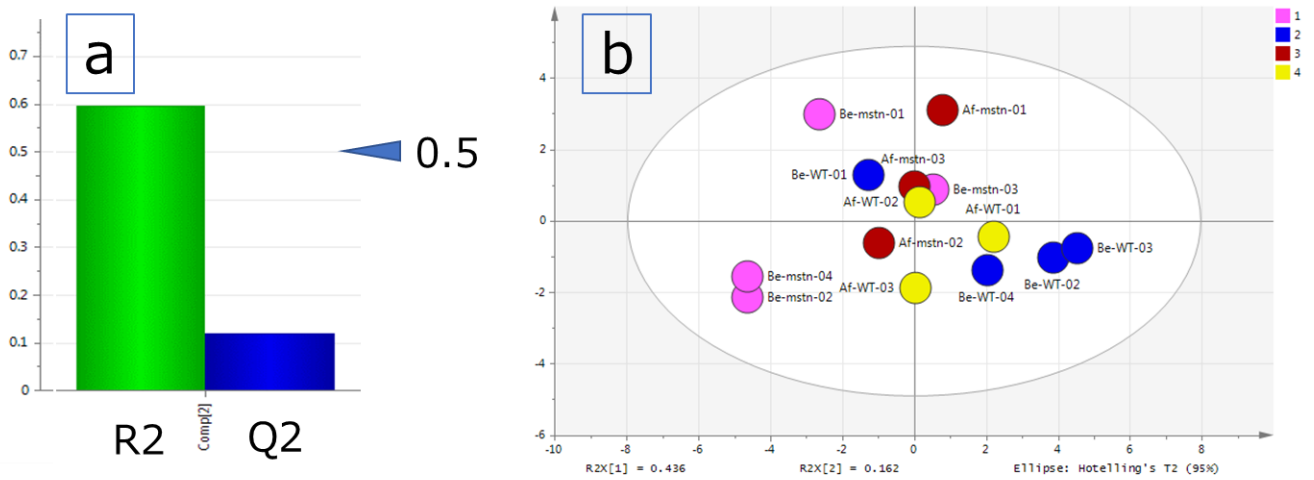 a
0.7
0.6
0.5
0.4
0.3
0.2
0.1
0
0.5
R2
Comp[2]
Q2
b
1
2
3
4
4
2
0
-2
-4
-6
Be-mstn-01
Af-mstn-01
Af-mstn-03
Be-WT-01
Be-mstn-03
Af-WT-02
Af-WT-01
Af-mstn-02
Be-WT-03
Be-mstn-04
Af-WT-03
Be-WT-02
Be-mstn-02
Be-WT-04
-10 -8 -6 -4 -2 0 2 4 6 8
R2X[1] = 0.436 R2X[2] = 0.162 Ellipse: Hotelling's T2 (95%)